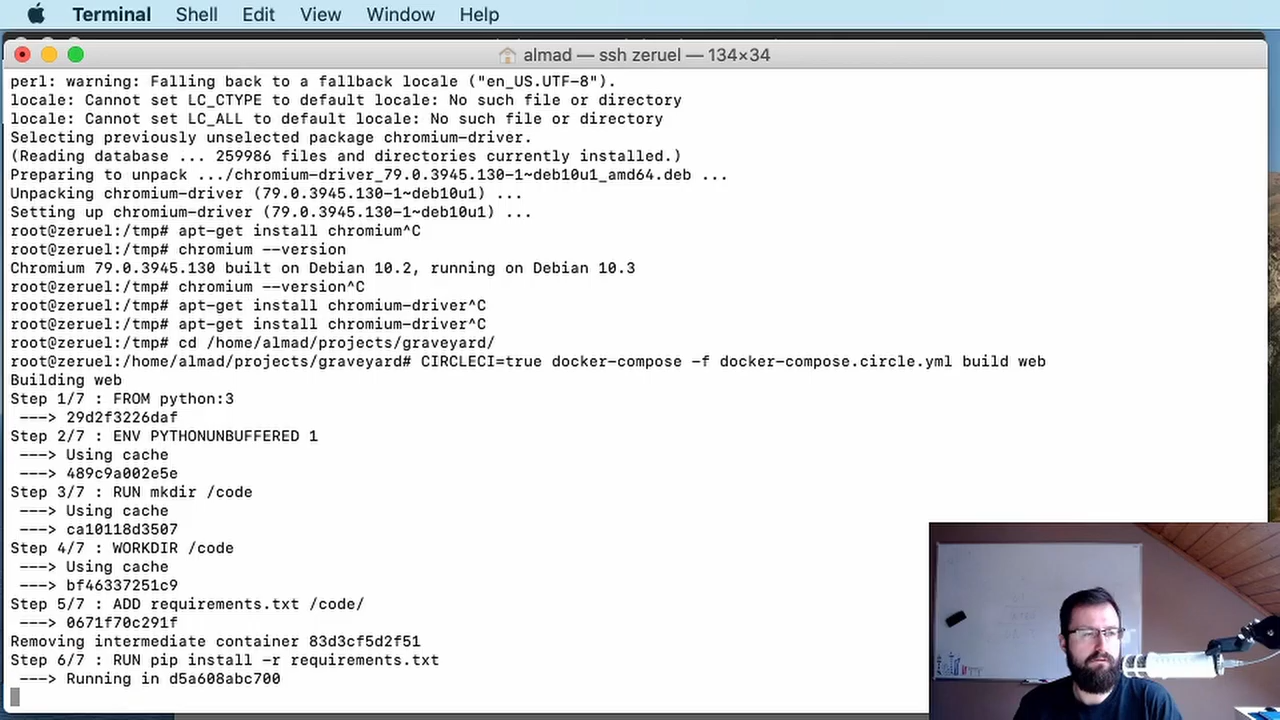 Terminal Shell Edit View Window Help
almad — ssh zeruel — 134×34
perl: warning: Falling back to a fallback locale ("en_US.UTF-8").
locale: Cannot set LC_CTYPE to default locale: No such file or directory
locale: Cannot set LC_ALL to default locale: No such file or directory
Selecting previously unselected package chromium-driver.
(Reading database ... 259986 files and directories currently installed.)
Preparing to unpack .../chromium-driver_79.0.3945.130-1~deb10u1_amd64.deb ...
Unpacking chromium-driver (79.0.3945.130-1~deb10u1) ...
Setting up chromium-driver (79.0.3945.130-1~deb10u1) ...
root@zeruel:/tmp# apt-get install chromium^C
root@zeruel:/tmp# chromium --version
Chromium 79.0.3945.130 built on Debian 10.2, running on Debian 10.3
root@zeruel:/tmp# chromium --version^C
root@zeruel:/tmp# apt-get install chromium-driver^C
root@zeruel:/tmp# apt-get install chromium-driver^C
root@zeruel:/tmp# cd /home/almad/projects/graveyard/
root@zeruel:/home/almad/projects/graveyard# CIRCLECI=true docker-compose -f docker-compose.circle.yml build web
Building web
Step 1/7 : FROM python:3
 ---> 29d2f3226daf
Step 2/7 : ENV PYTHONUNBUFFERED 1
 ---> Using cache
 ---> 489c9a002e5e
Step 3/7 : RUN mkdir /code
 ---> Using cache
 ---> ca10118d3507
Step 4/7 : WORKDIR /code
 ---> Using cache
 ---> bf46337251c9
Step 5/7 : ADD requirements.txt /code/
 ---> 0671f70c291f
Removing intermediate container 83d3cf5d2f51
Step 6/7 : RUN pip install -r requirements.txt
 ---> Running in d5a608abc700